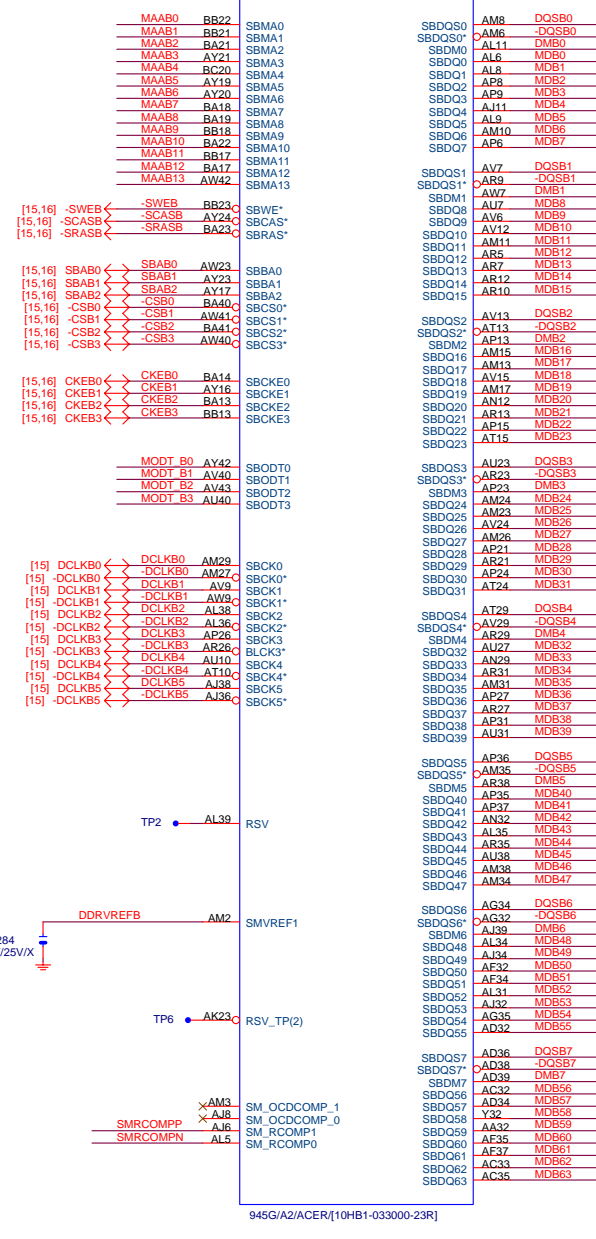 MAAB0 BB22 SBMA0
MAAB1 BB21 SBMA1
MAAB2 BA21 SBMA2
MAAB3 AY21 SBMA3
MAAB4 BC20 SBMA4
MAAB5 AY19 SBMA5
MAAB6 AY20 SBMA6
MAAB7 BA18 SBMA7
MAAB8 BA19 SBMA8
MAAB9 BB18 SBMA9
MAAB10 BA22 SBMA10
MAAB11 BB17 SBMA11
MAAB12 BA17 SBMA12
MAAB13 AW42 SBMA13
[15,16] -SWEB -SWEB BB23 SBWE*
[15,16] -SCASB -SCASB AY24 SBCAS*
[15,16] -SRASB -SRASB BA23 SBRAS*
[15,16] SBAB0 SBAB0 AW23 SBBA0
[15,16] SBAB1 SBAB1 AY23 SBBA1
[15,16] SBAB2 SBAB2 AY17 SBBA2
[15,16] -CSB0 -CSB0 BA40 SBCS0*
[15,16] -CSB1 -CSB1 AW41 SBCS1*
[15,16] -CSB2 -CSB2 BA41 SBCS2*
[15,16] -CSB3 -CSB3 AW40 SBCS3*
[15,16] CKEB0 CKEB0 BA14 SBCKE0
[15,16] CKEB1 CKEB1 AY16 SBCKE1
[15,16] CKEB2 CKEB2 BA13 SBCKE2
[15,16] CKEB3 CKEB3 BB13 SBCKE3
MODT_B0 AY42 SBODT0
MODT_B1 AV40 SBODT1
MODT_B2 AV43 SBODT2
MODT_B3 AU40 SBODT3
[15] DCLKB0 DCLKB0 AM29 SBCK0
[15] -DCLKB0 -DCLKB0 AM27 SBCK0*
[15] DCLKB1 DCLKB1 AV9 SBCK1
[15] -DCLKB1 -DCLKB1 AW9 SBCK1*
[15] DCLKB2 DCLKB2 AL38 SBCK2
[15] -DCLKB2 -DCLKB2 AL36 SBCK2*
[15] DCLKB3 DCLKB3 AP26 SBCK3
[15] -DCLKB3 -DCLKB3 AR26 BLCK3*
[15] DCLKB4 DCLKB4 AU10 SBCK4
[15] -DCLKB4 -DCLKB4 AT10 SBCK4*
[15] DCLKB5 DCLKB5 AJ38 SBCK5
[15] -DCLKB5 -DCLKB5 AJ36 SBCK5*
TP2 AL39 RSV
DDRVREFB AM2 SMVREF1
284
/25V/X
TP6 AK23 RSV_TP(2)
AM3 SM_OCDCOMP_1
AJ8 SM_OCDCOMP_0
SMRCOMPP AJ6 SM_RCOMP1
SMRCOMPN AL5 SM_RCOMP0
SBDQS0 AM8 DQSB0
SBDQS0* AM6 -DQSB0
SBDM0 AL11 DMB0
SBDQ0 AL6 MDB0
SBDQ1 AL8 MDB1
SBDQ2 AP8 MDB2
SBDQ3 AP9 MDB3
SBDQ4 AJ11 MDB4
SBDQ5 AL9 MDB5
SBDQ6 AM10 MDB6
SBDQ7 AP6 MDB7
SBDQS1 AV7 DQSB1
SBDQS1* AR9 -DQSB1
SBDM1 AW7 DMB1
SBDQ8 AU7 MDB8
SBDQ9 AV6 MDB9
SBDQ10 AV12 MDB10
SBDQ11 AM11 MDB11
SBDQ12 AR5 MDB12
SBDQ13 AR7 MDB13
SBDQ14 AR12 MDB14
SBDQ15 AR10 MDB15
SBDQS2 AV13 DQSB2
SBDQS2* AT13 -DQSB2
SBDM2 AP13 DMB2
SBDQ16 AM15 MDB16
SBDQ17 AM13 MDB17
SBDQ18 AV15 MDB18
SBDQ19 AM17 MDB19
SBDQ20 AN12 MDB20
SBDQ21 AR13 MDB21
SBDQ22 AP15 MDB22
SBDQ23 AT15 MDB23
SBDQS3 AU23 DQSB3
SBDQS3* AR23 -DQSB3
SBDM3 AP23 DMB3
SBDQ24 AM24 MDB24
SBDQ25 AM23 MDB25
SBDQ26 AV24 MDB26
SBDQ27 AM26 MDB27
SBDQ28 AP21 MDB28
SBDQ29 AR21 MDB29
SBDQ30 AP24 MDB30
SBDQ31 AT24 MDB31
SBDQS4 AT29 DQSB4
SBDQS4* AV29 -DQSB4
SBDM4 AR29 DMB4
SBDQ32 AU27 MDB32
SBDQ33 AN29 MDB33
SBDQ34 AR31 MDB34
SBDQ35 AM31 MDB35
SBDQ36 AP27 MDB36
SBDQ37 AR27 MDB37
SBDQ38 AP31 MDB38
SBDQ39 AU31 MDB39
SBDQS5 AP36 DQSB5
SBDQS5* AM35 -DQSB5
SBDM5 AR38 DMB5
SBDQ40 AP35 MDB40
SBDQ41 AP37 MDB41
SBDQ42 AN32 MDB42
SBDQ43 AL35 MDB43
SBDQ44 AR35 MDB44
SBDQ45 AU38 MDB45
SBDQ46 AM38 MDB46
SBDQ47 AM34 MDB47
SBDQS6 AG34 DQSB6
SBDQS6* AG32 -DQSB6
SBDM6 AJ39 DMB6
SBDQ48 AL34 MDB48
SBDQ49 AJ34 MDB49
SBDQ50 AF32 MDB50
SBDQ51 AF34 MDB51
SBDQ52 AL31 MDB52
SBDQ53 AJ32 MDB53
SBDQ54 AG35 MDB54
SBDQ55 AD32 MDB55
SBDQS7 AD36 DQSB7
SBDQS7* AD38 -DQSB7
SBDM7 AD39 DMB7
SBDQ56 AC32 MDB56
SBDQ57 AD34 MDB57
SBDQ58 Y32 MDB58
SBDQ59 AA32 MDB59
SBDQ60 AF35 MDB60
SBDQ61 AF37 MDB61
SBDQ62 AC33 MDB62
SBDQ63 AC35 MDB63
945G/A2/ACER/[10HB1-033000-23R]